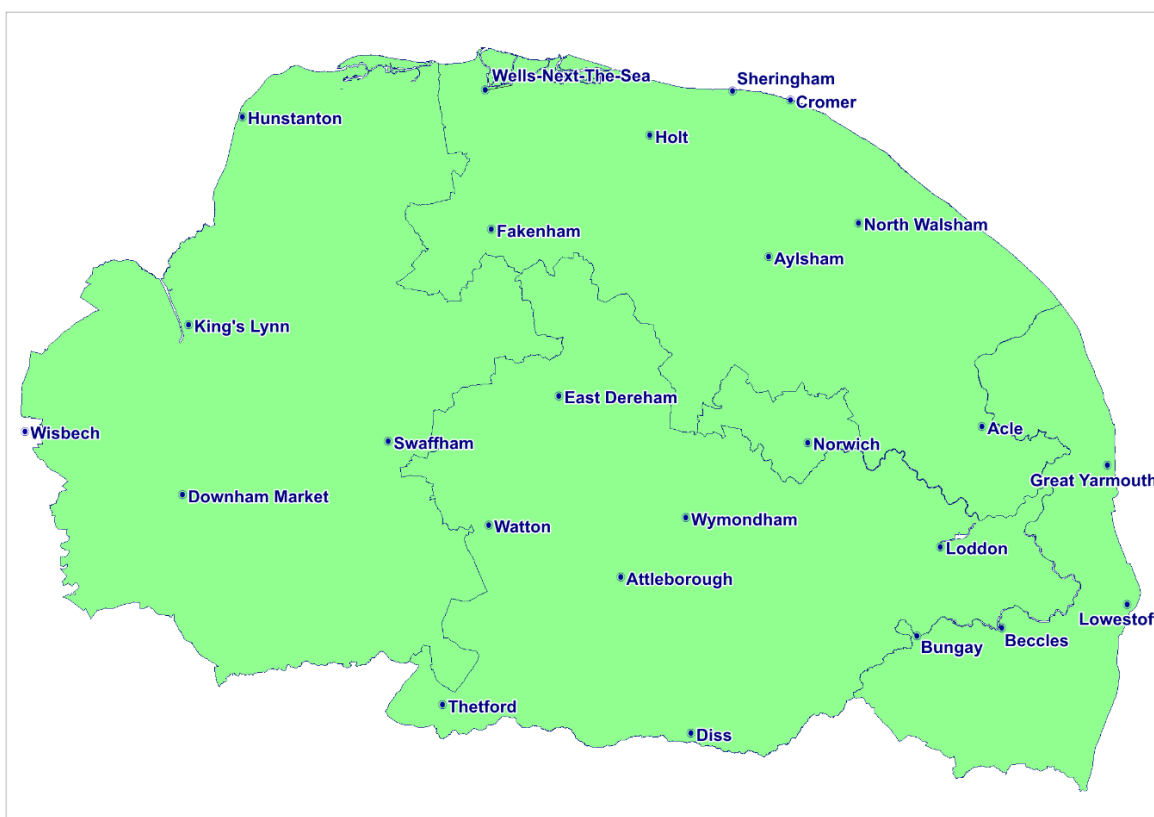 Wells-Next-The-Sea
Sheringham
Cromer
Hunstanton
Holt
North Walsham
Fakenham
Aylsham
King's Lynn
East Dereham
Acle
Wisbech
Swaffham
Norwich
Great Yarmouth
Downham Market
Wymondham
Watton
Loddon
Attleborough
Lowestof
Beccles
Bungay
Thetford
Diss